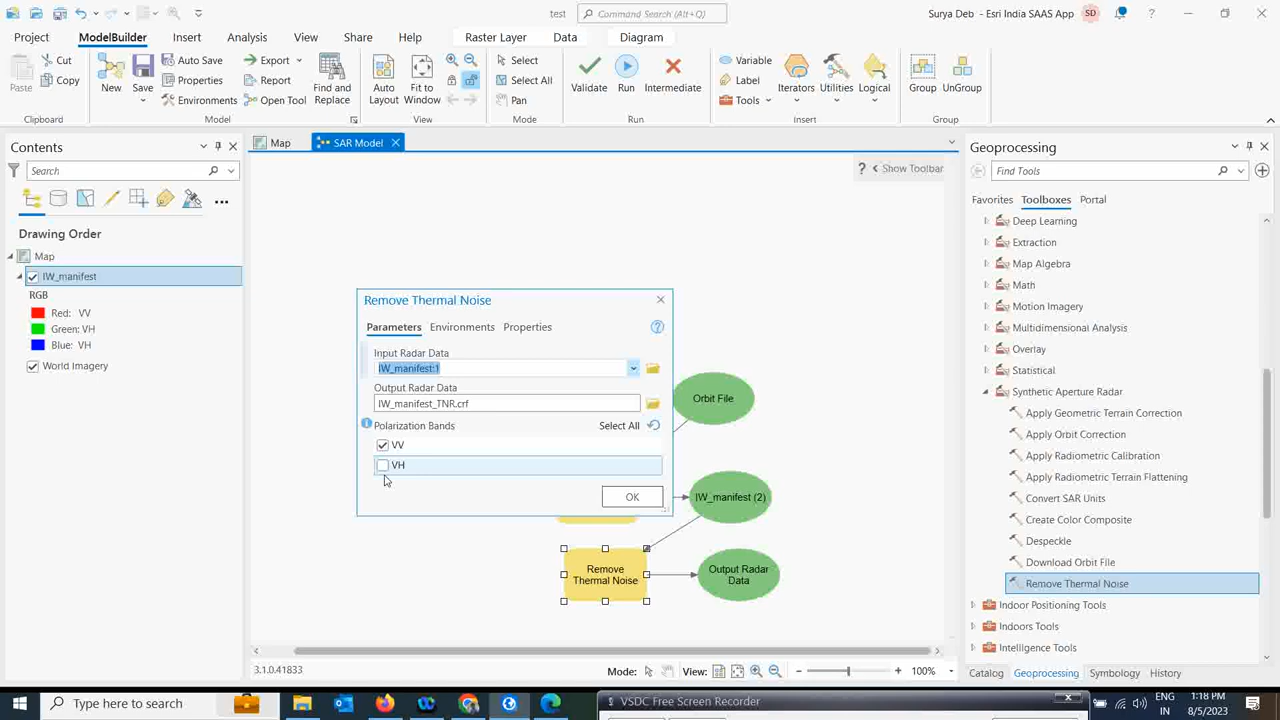 test
Command Search (Alt+Q)
Surya Deb - Esri India SAAS App
SD
Project
ModelBuilder
Insert
Analysis
View
Share
Help
Raster Layer
Data
Diagram
Paste
Cut
Copy
Clipboard
New
Save
Auto Save
Properties
Environments
Export
Report
Open Tool
Find and Replace
Model
Auto Layout
Fit to Window
View
Select
Select All
Pan
Mode
Validate
Run
Intermediate
Run
Variable
Label
Tools
Iterators
Utilities
Logical
Insert
Group
UnGroup
Group
Contents
Search
Drawing Order
Map
IW_manifest
RGB
Red: VV
Green: VH
Blue: VH
World Imagery
Map
SAR Model
Show Toolbar
Remove Thermal Noise
Parameters
Environments
Properties
Input Radar Data
IW_manifest:1
Output Radar Data
IW_manifest_TNR.crf
Polarization Bands
Select All
VV
VH
OK
Orbit File
IW_manifest (2)
Remove
Thermal Noise
Output Radar
Data
3.1.0.41833
Mode:
View:
100%
Geoprocessing
Find Tools
Favorites
Toolboxes
Portal
Deep Learning
Extraction
Map Algebra
Math
Motion Imagery
Multidimensional Analysis
Overlay
Statistical
Synthetic Aperture Radar
Apply Geometric Terrain Correction
Apply Orbit Correction
Apply Radiometric Calibration
Apply Radiometric Terrain Flattening
Convert SAR Units
Create Color Composite
Despeckle
Download Orbit File
Remove Thermal Noise
Indoor Positioning Tools
Indoors Tools
Intelligence Tools
Catalog
Geoprocessing
Symbology
History
Type here to search
VSDC Free Screen Recorder
ENG
IN
1:18 PM
8/5/2023